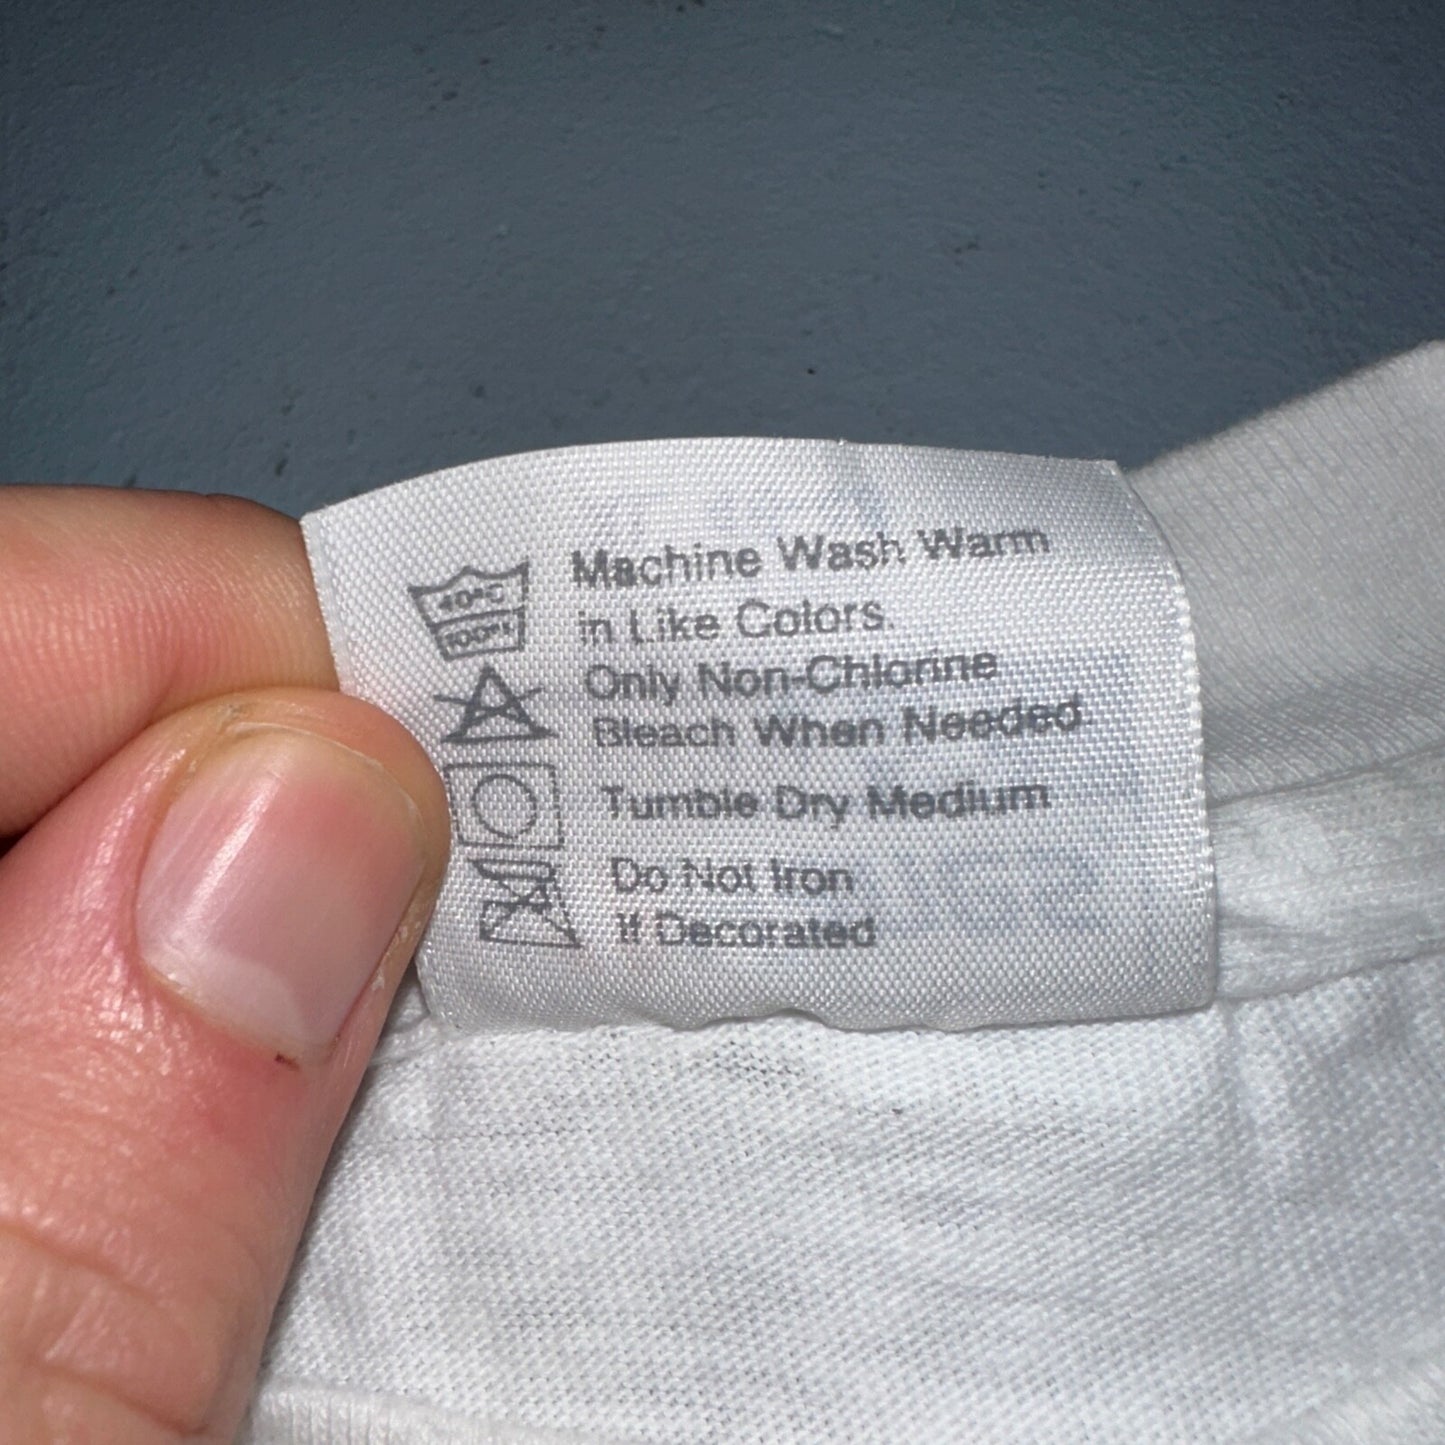 40°C
Machine Wash Warm
in Like Colors.
Only Non-Chlorine
Bleach When Needed
Tumble Dry Medium
Do Not Iron
If Decorated